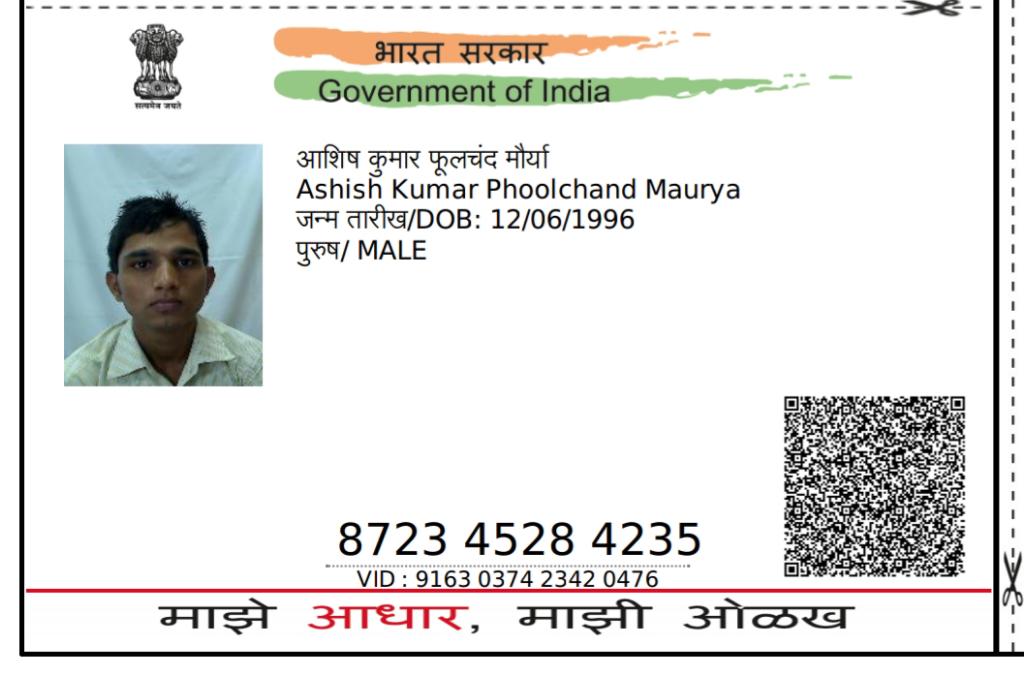 सत्यमेव जयते
भारत सरकार
Government of India
आशिष कुमार फूलचंद मौर्या
Ashish Kumar Phoolchand Maurya
जन्म तारीख/DOB: 12/06/1996
पुरुष/ MALE
8723 4528 4235
VID : 9163 0374 2342 0476
माझे आधार, माझी ओळख